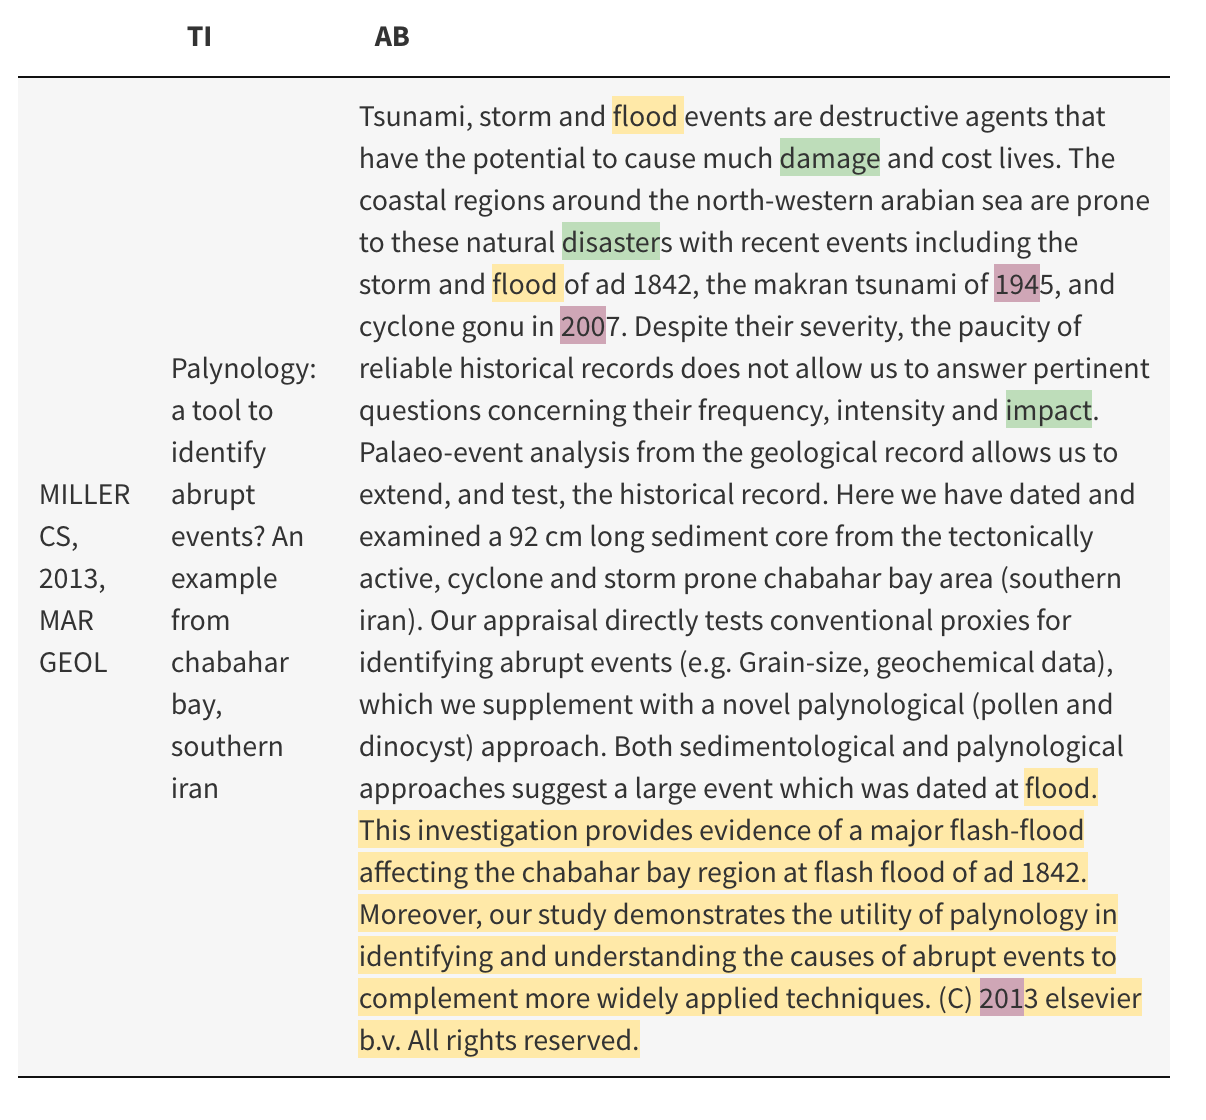 TI AB
MILLER
CS,
2013,
MAR
GEOL
Palynology:
a tool to
identify
abrupt
events? An
example
from
chabahar
bay,
southern
iran
Tsunami, storm and flood events are destructive agents that
have the potential to cause much damage and cost lives. The
coastal regions around the north-western arabian sea are prone
to these natural disasters with recent events including the
storm and flood of ad 1842, the makran tsunami of 1945, and
cyclone gonu in 2007. Despite their severity, the paucity of
reliable historical records does not allow us to answer pertinent
questions concerning their frequency, intensity and impact.
Palaeo-event analysis from the geological record allows us to
extend, and test, the historical record. Here we have dated and
examined a 92 cm long sediment core from the tectonically
active, cyclone and storm prone chabahar bay area (southern
iran). Our appraisal directly tests conventional proxies for
identifying abrupt events (e.g. Grain-size, geochemical data),
which we supplement with a novel palynological (pollen and
dinocyst) approach. Both sedimentological and palynological
approaches suggest a large event which was dated at flood.
This investigation provides evidence of a major flash-flood
affecting the chabahar bay region at flash flood of ad 1842.
Moreover, our study demonstrates the utility of palynology in
identifying and understanding the causes of abrupt events to
complement more widely applied techniques. (C) 2013 elsevier
b.v. All rights reserved.